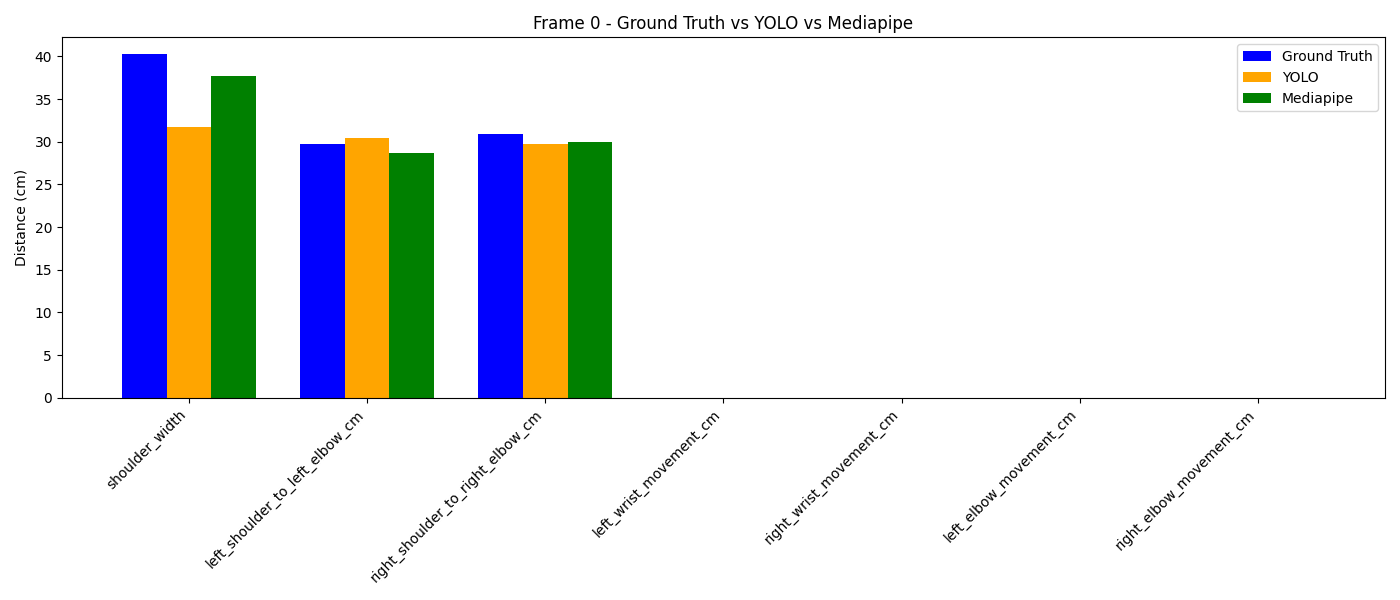 Frame 0 - Ground Truth vs YOLO vs Mediapipe
Ground Truth
YOLO
Mediapipe
Distance (cm)
40
35
30
25
20
15
10
5
0
shoulder_width
left_shoulder_to_left_elbow_cm
right_shoulder_to_right_elbow_cm
left_wrist_movement_cm
right_wrist_movement_cm
left_elbow_movement_cm
right_elbow_movement_cm